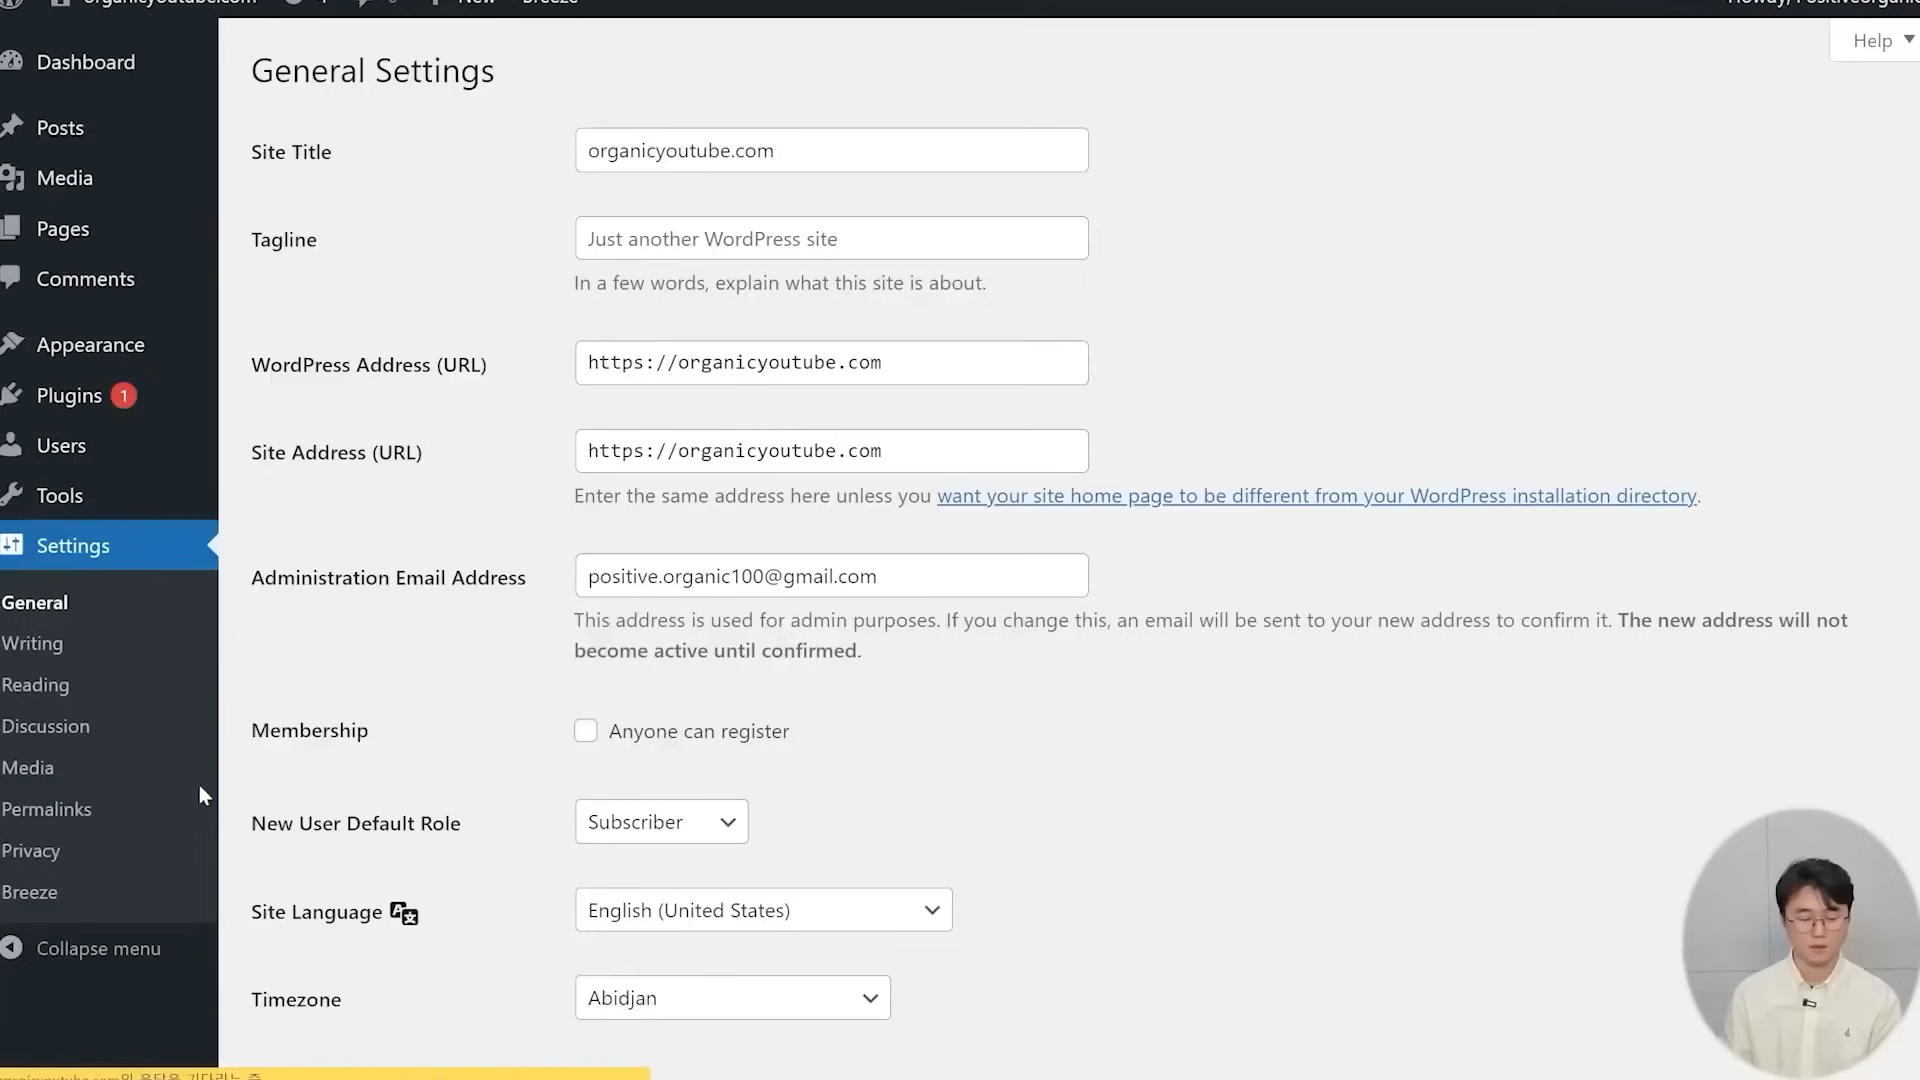 organicyoutube.com
New
Breeze
Help
Dashboard
Posts
Media
Pages
Comments
Appearance
Plugins 1
Users
Tools
Settings
General
Writing
Reading
Discussion
Media
Permalinks
Privacy
Breeze
Collapse menu
General Settings
Site Title
organicyoutube.com
Tagline
Just another WordPress site
In a few words, explain what this site is about.
WordPress Address (URL)
https://organicyoutube.com
Site Address (URL)
https://organicyoutube.com
Enter the same address here unless you want your site home page to be different from your WordPress installation directory.
Administration Email Address
positive.organic100@gmail.com
This address is used for admin purposes. If you change this, an email will be sent to your new address to confirm it. The new address will not
become active until confirmed.
Membership
Anyone can register
New User Default Role
Subscriber
Site Language
English (United States)
Timezone
Abidjan